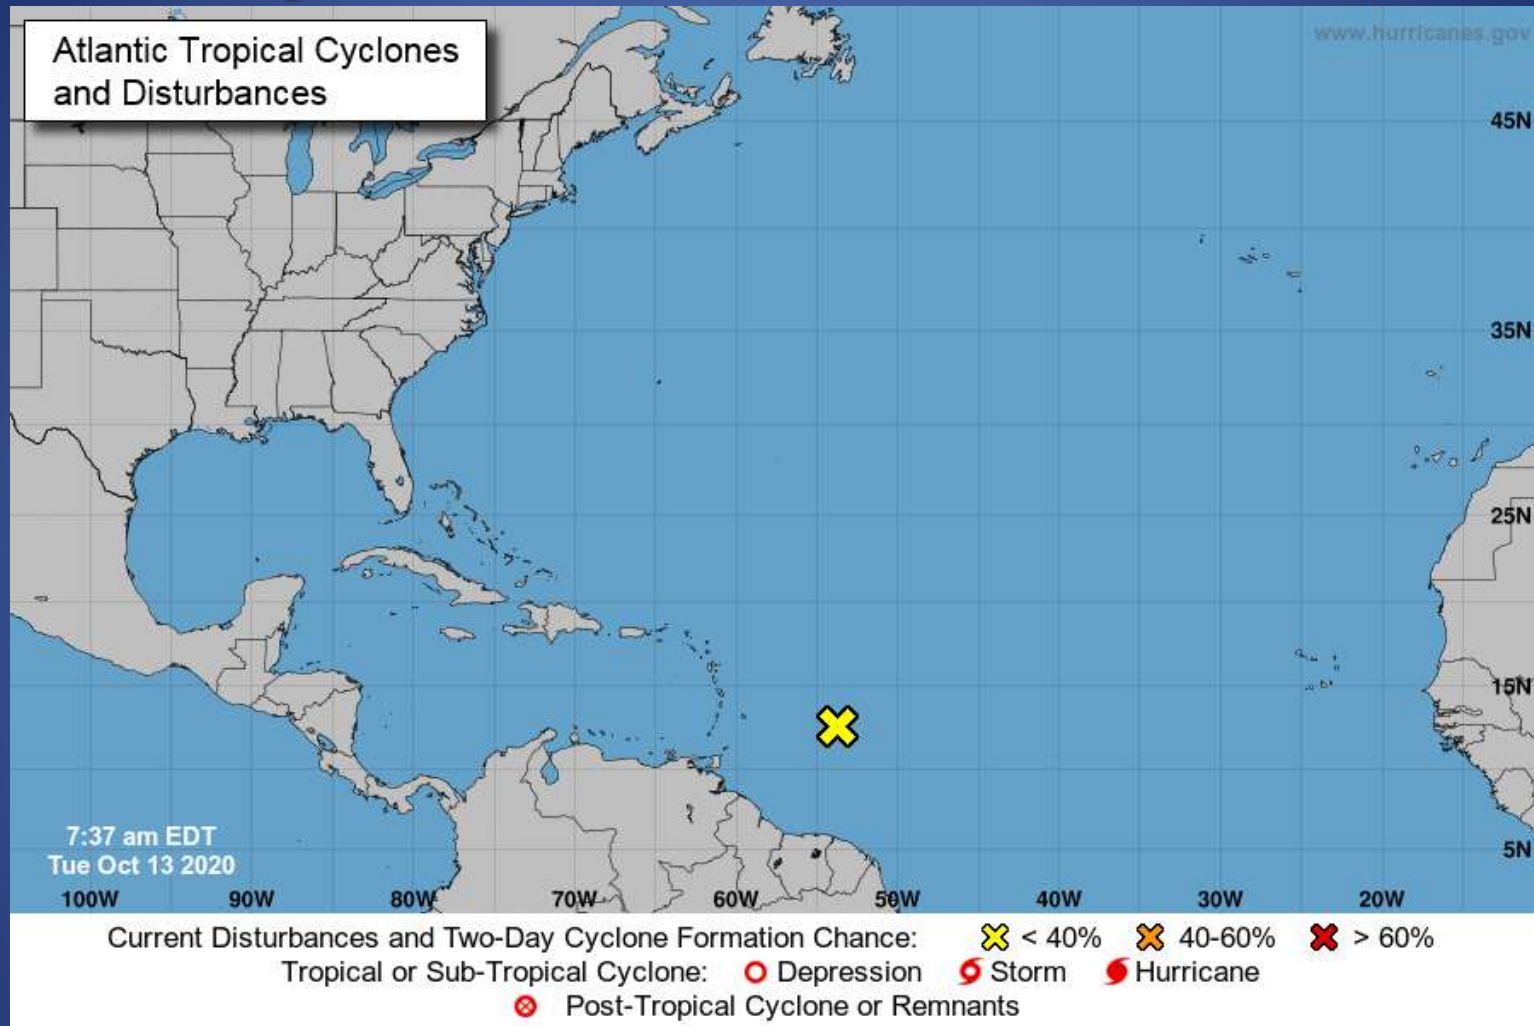 Atlantic Tropical Cyclones
and Disturbances
www.hurricanes.gov
45N
35N
25N
15N
5N
7:37 am EDT
Tue Oct 13 2020
100W 90W 80W 70W 60W 50W 40W 30W 20W
Current Disturbances and Two-Day Cyclone Formation Chance: < 40% 40-60% > 60%
Tropical or Sub-Tropical Cyclone: Depression Storm Hurricane
Post-Tropical Cyclone or Remnants